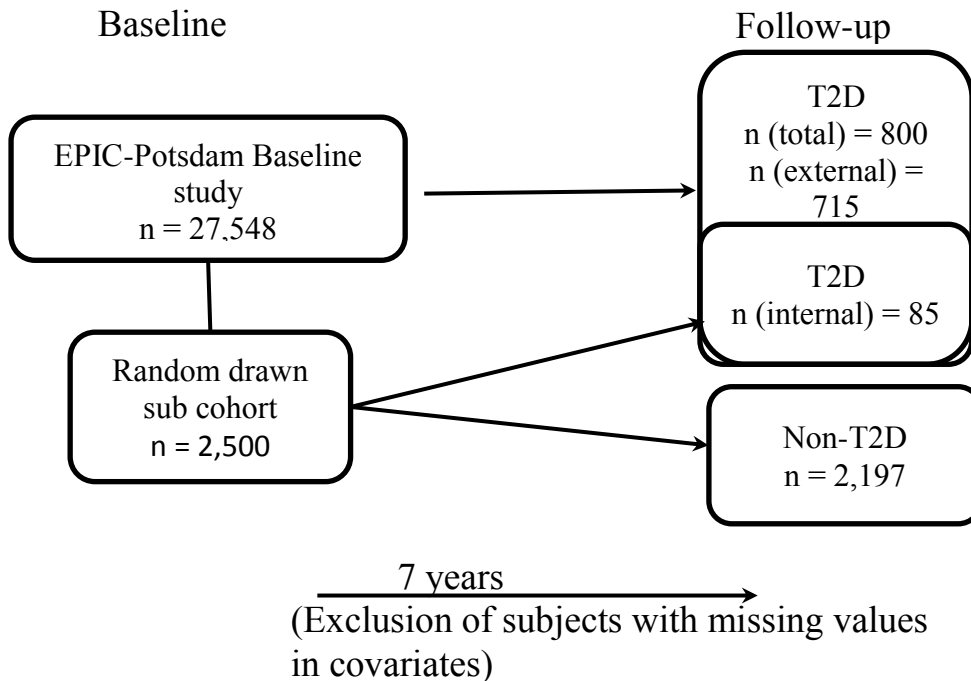 Baseline
Follow-up
EPIC-Potsdam Baseline
study
n = 27,548
T2D
n (total) = 800
n (external) =
715
T2D
n (internal) = 85
Random drawn
sub cohort
n = 2,500
Non-T2D
n = 2,197
7 years
(Exclusion of subjects with missing values
in covariates)